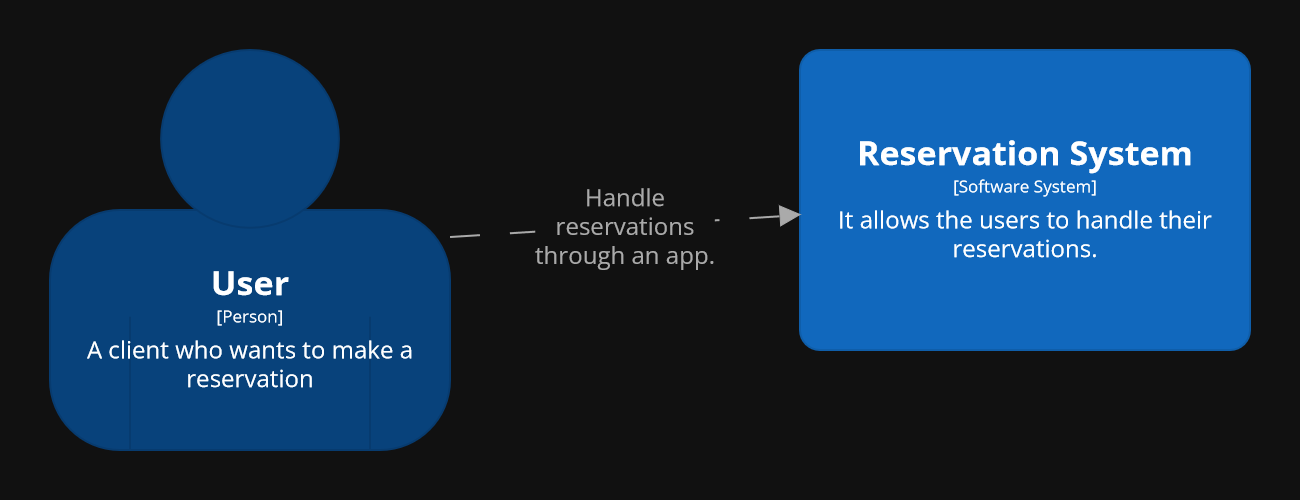 User
[Person]
A client who wants to make a
reservation
Handle
reservations
through an app.
Reservation System
[Software System]
It allows the users to handle their
reservations.